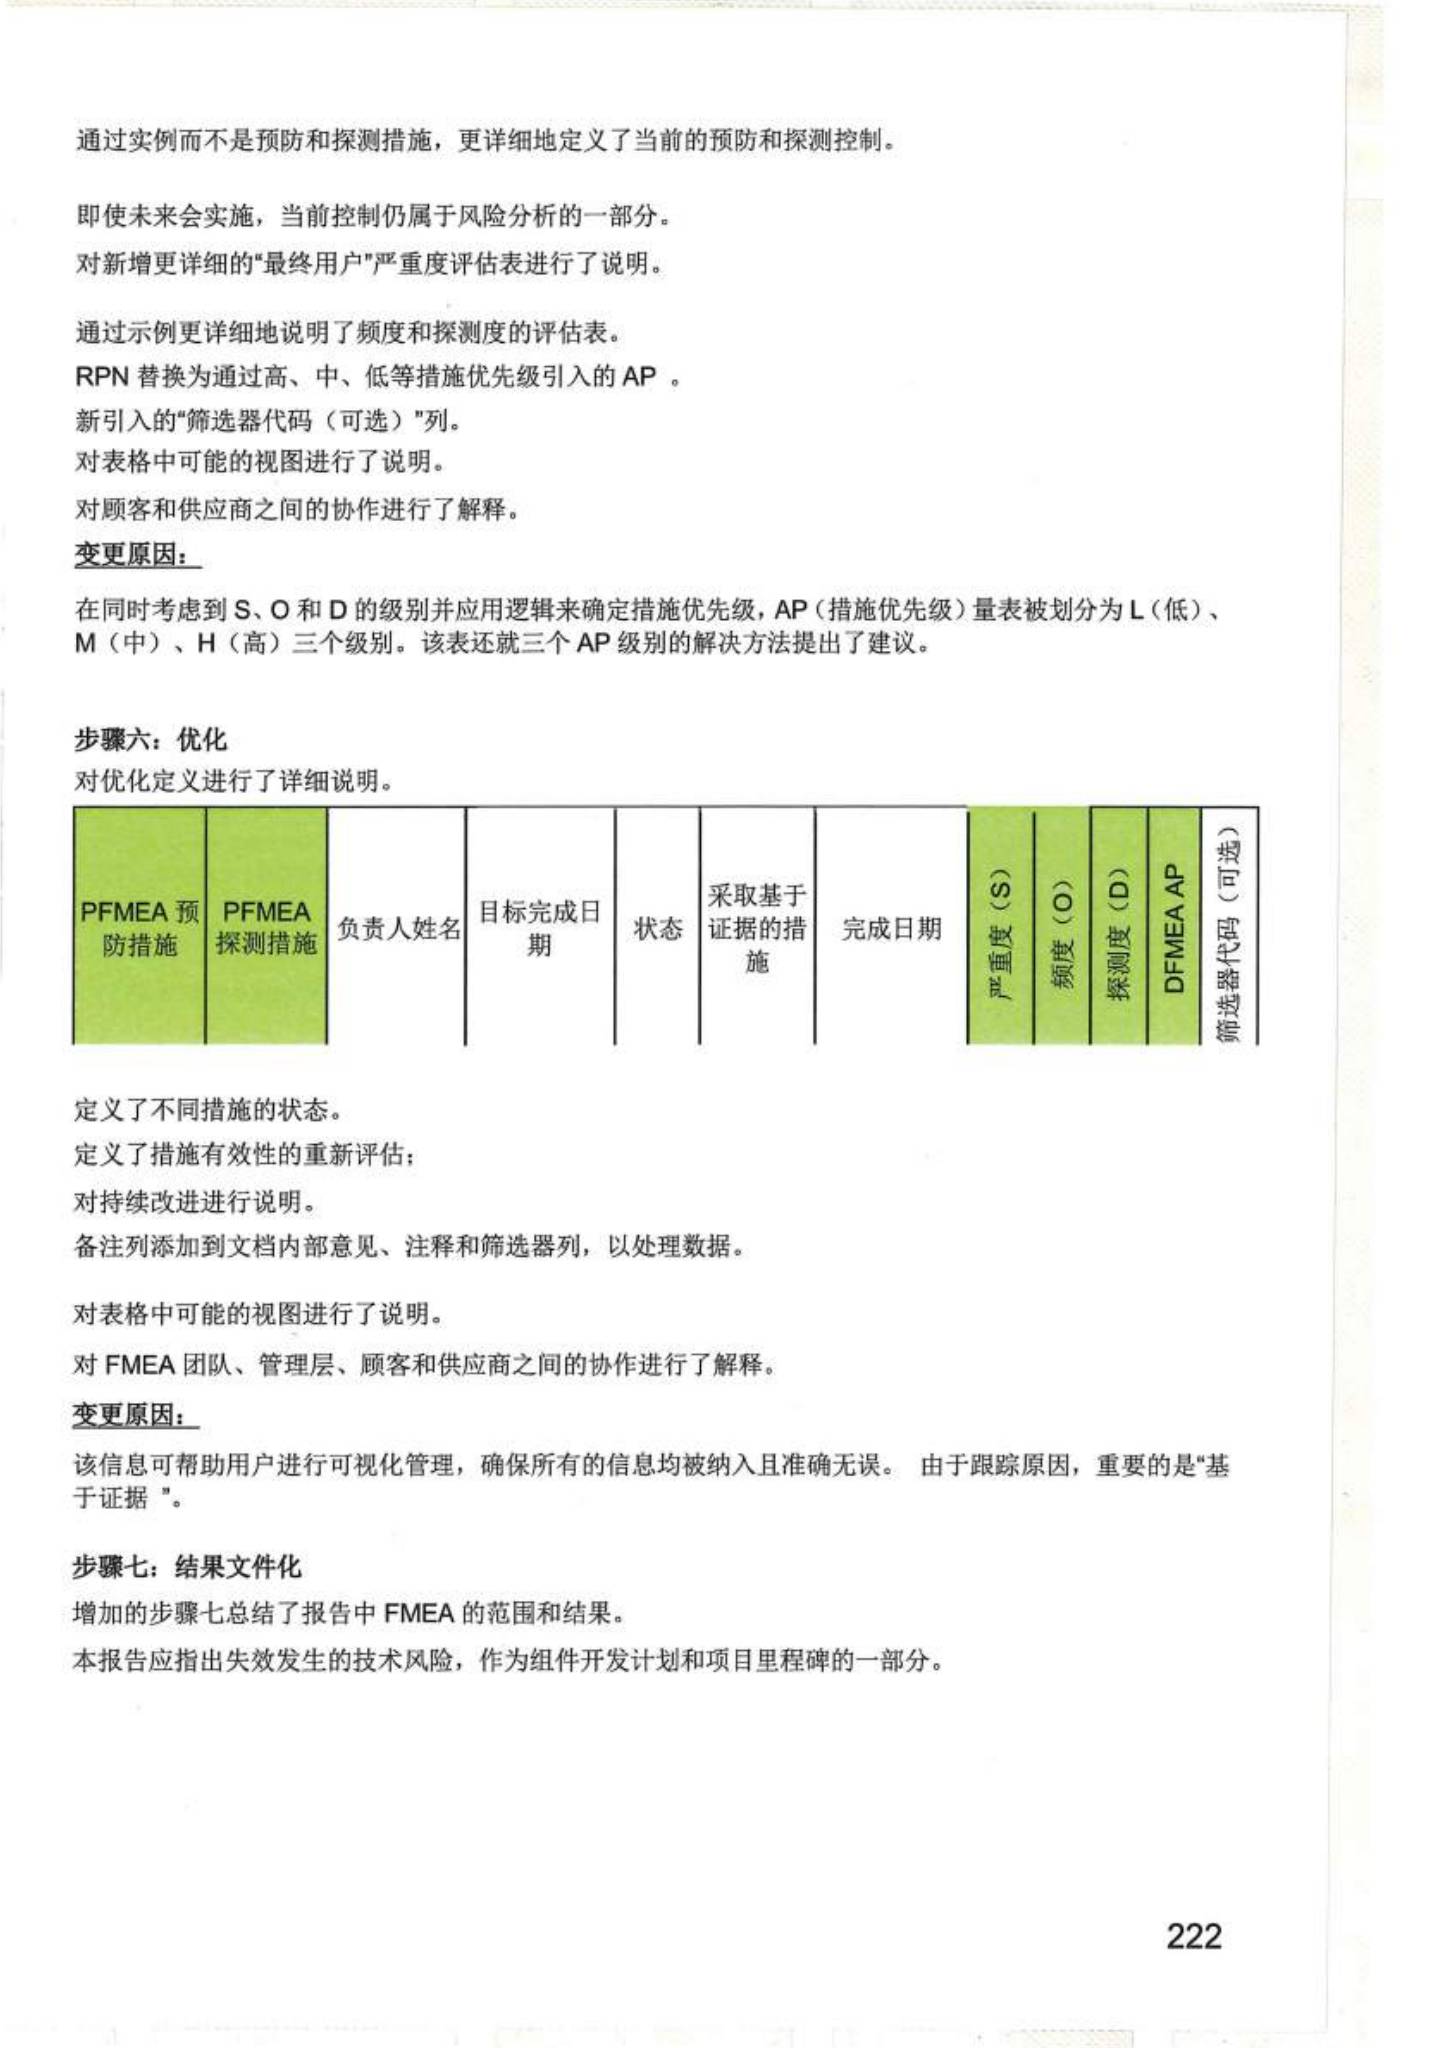 通过实例而不是预防和探测措施，更详细地定义了当前的预防和探测控制。
即使未来会实施，当前控制仍属于风险分析的一部分。
对新增更详细的“最终用户”严重度评估表进行了说明。
通过示例更详细地说明了频度和探测度的评估表。
RPN 替换为通过高、中、低等措施优先级引入的 AP 。
新引入的“筛选器代码（可选）”列。
对表格中可能的视图进行了说明。
对顾客和供应商之间的协作进行了解释。
变更原因：
在同时考虑到 S、O 和 D 的级别并应用逻辑来确定措施优先级，AP（措施优先级）量表被划分为 L（低）、
M（中）、H（高）三个级别。该表还就三个 AP 级别的解决方法提出了建议。
步骤六：优化
对优化定义进行了详细说明。
PFMEA 预
防措施
PFMEA
探测措施
负责人姓名
目标完成日
期
状态
采取基于
证据的措
施
完成日期
严重度（S）
频度（O）
探测度（D）
DFMEA AP
筛选器代码（可选）
定义了不同措施的状态。
定义了措施有效性的重新评估；
对持续改进进行说明。
备注列添加到文档内部意见、注释和筛选器列，以处理数据。
对表格中可能的视图进行了说明。
对 FMEA 团队、管理层、顾客和供应商之间的协作进行了解释。
变更原因：
该信息可帮助用户进行可视化管理，确保所有的信息均被纳入且准确无误。 由于跟踪原因，重要的是“基
于证据 ”。
步骤七：结果文件化
增加的步骤七总结了报告中 FMEA 的范围和结果。
本报告应指出失效发生的技术风险，作为组件开发计划和项目里程碑的一部分。
222